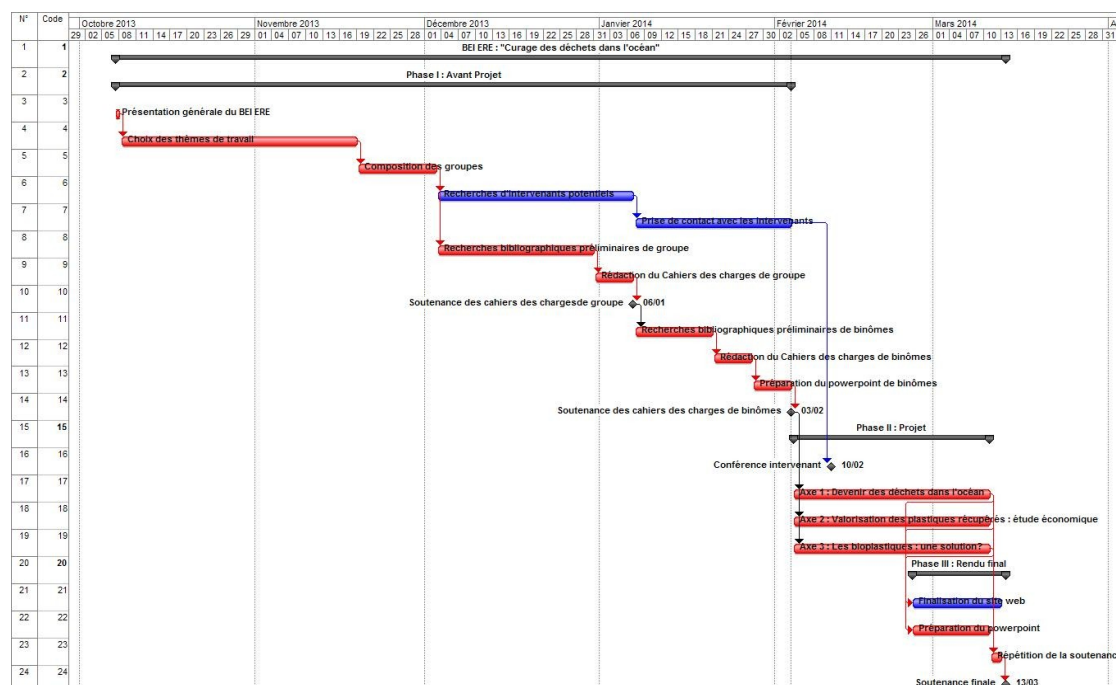 N° Code Octobre 2013 Novembre 2013 Décembre 2013 Janvier 2014 Février 2014 Mars 2014 A
29 02 05 08 11 14 17 20 23 26 29 01 04 07 10 13 16 19 22 25 28 01 04 07 10 13 16 19 22 25 28 31 03 06 09 12 15 18 21 24 27 30 02 05 08 11 14 17 20 23 26 01 04 07 10 13 16 19 22 25 28 31
1 1 BEI ERE : "Curage des déchets dans l'océan"
2 2 Phase I : Avant Projet
3 3 Présentation générale du BEI ERE
4 4 Choix des thèmes de travail
5 5 Composition des groupes
6 6 Recherches d'intervenants potentiels
7 7 Prise de contact avec les intervenants
8 8 Recherches bibliographiques préliminaires de groupe
9 9 Rédaction du Cahiers des charges de groupe
10 10 Soutenance des cahiers des chargesde groupe 06/01
11 11 Recherches bibliographiques préliminaires de binômes
12 12 Rédaction du Cahiers des charges de binômes
13 13 Préparation du powerpoint de binômes
14 14 Soutenance des cahiers des charges de binômes 03/02
15 15 Phase II : Projet
16 16 Conférence intervenant 10/02
17 17 Axe 1 : Devenir des déchets dans l'océan
18 18 Axe 2 : Valorisation des plastiques récupérés : étude économique
19 19 Axe 3 : Les bioplastiques : une solution?
20 20 Phase III : Rendu final
21 21 Finalisation du site web
22 22 Préparation du powerpoint
23 23 Répétition de la soutenanc
24 24 Soutenance finale 13/03